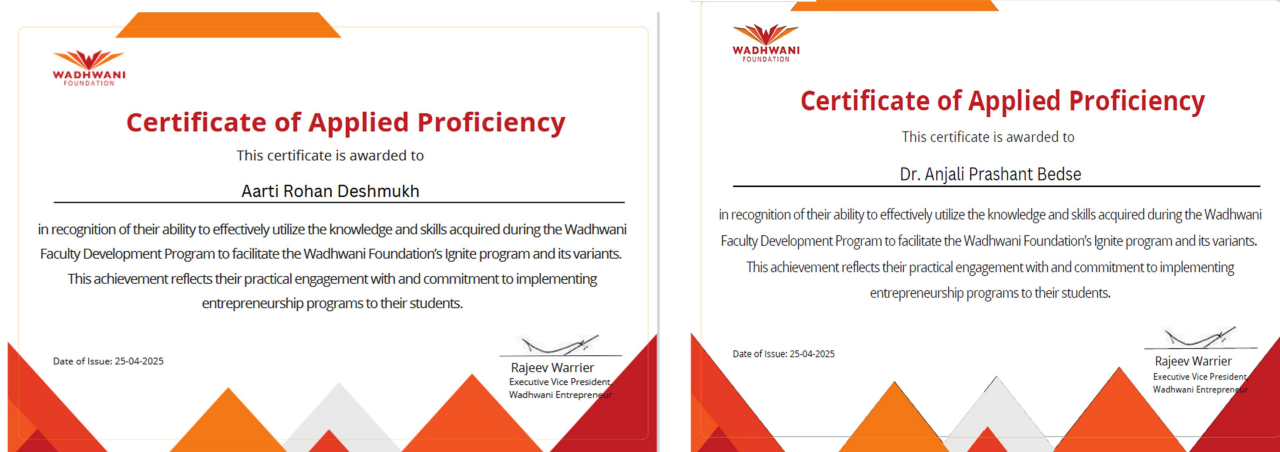 WADHWANI
FOUNDATION
Certificate of Applied Proficiency
This certificate is awarded to
Aarti Rohan Deshmukh
in recognition of their ability to effectively utilize the knowledge and skills acquired during the Wadhwani
Faculty Development Program to facilitate the Wadhwani Foundation's Ignite program and its variants.
This achievement reflects their practical engagement with and commitment to implementing
entrepreneurship programs to their students.
Date of Issue: 25-04-2025
Rajeev Warrier
Executive Vice President,
Wadhwani Entrepreneur
WADHWANI
FOUNDATION
Certificate of Applied Proficiency
This certificate is awarded to
Dr. Anjali Prashant Bedse
in recognition of their ability to effectively utilize the knowledge and skills acquired during the Wadhwani
Faculty Development Program to facilitate the Wadhwani Foundation's Ignite program and its variants.
This achievement reflects their practical engagement with and commitment to implementing
entrepreneurship programs to their students.
Date of Issue: 25-04-2025
Rajeev Warrier
Executive Vice President,
Wadhwani Entrepreneur